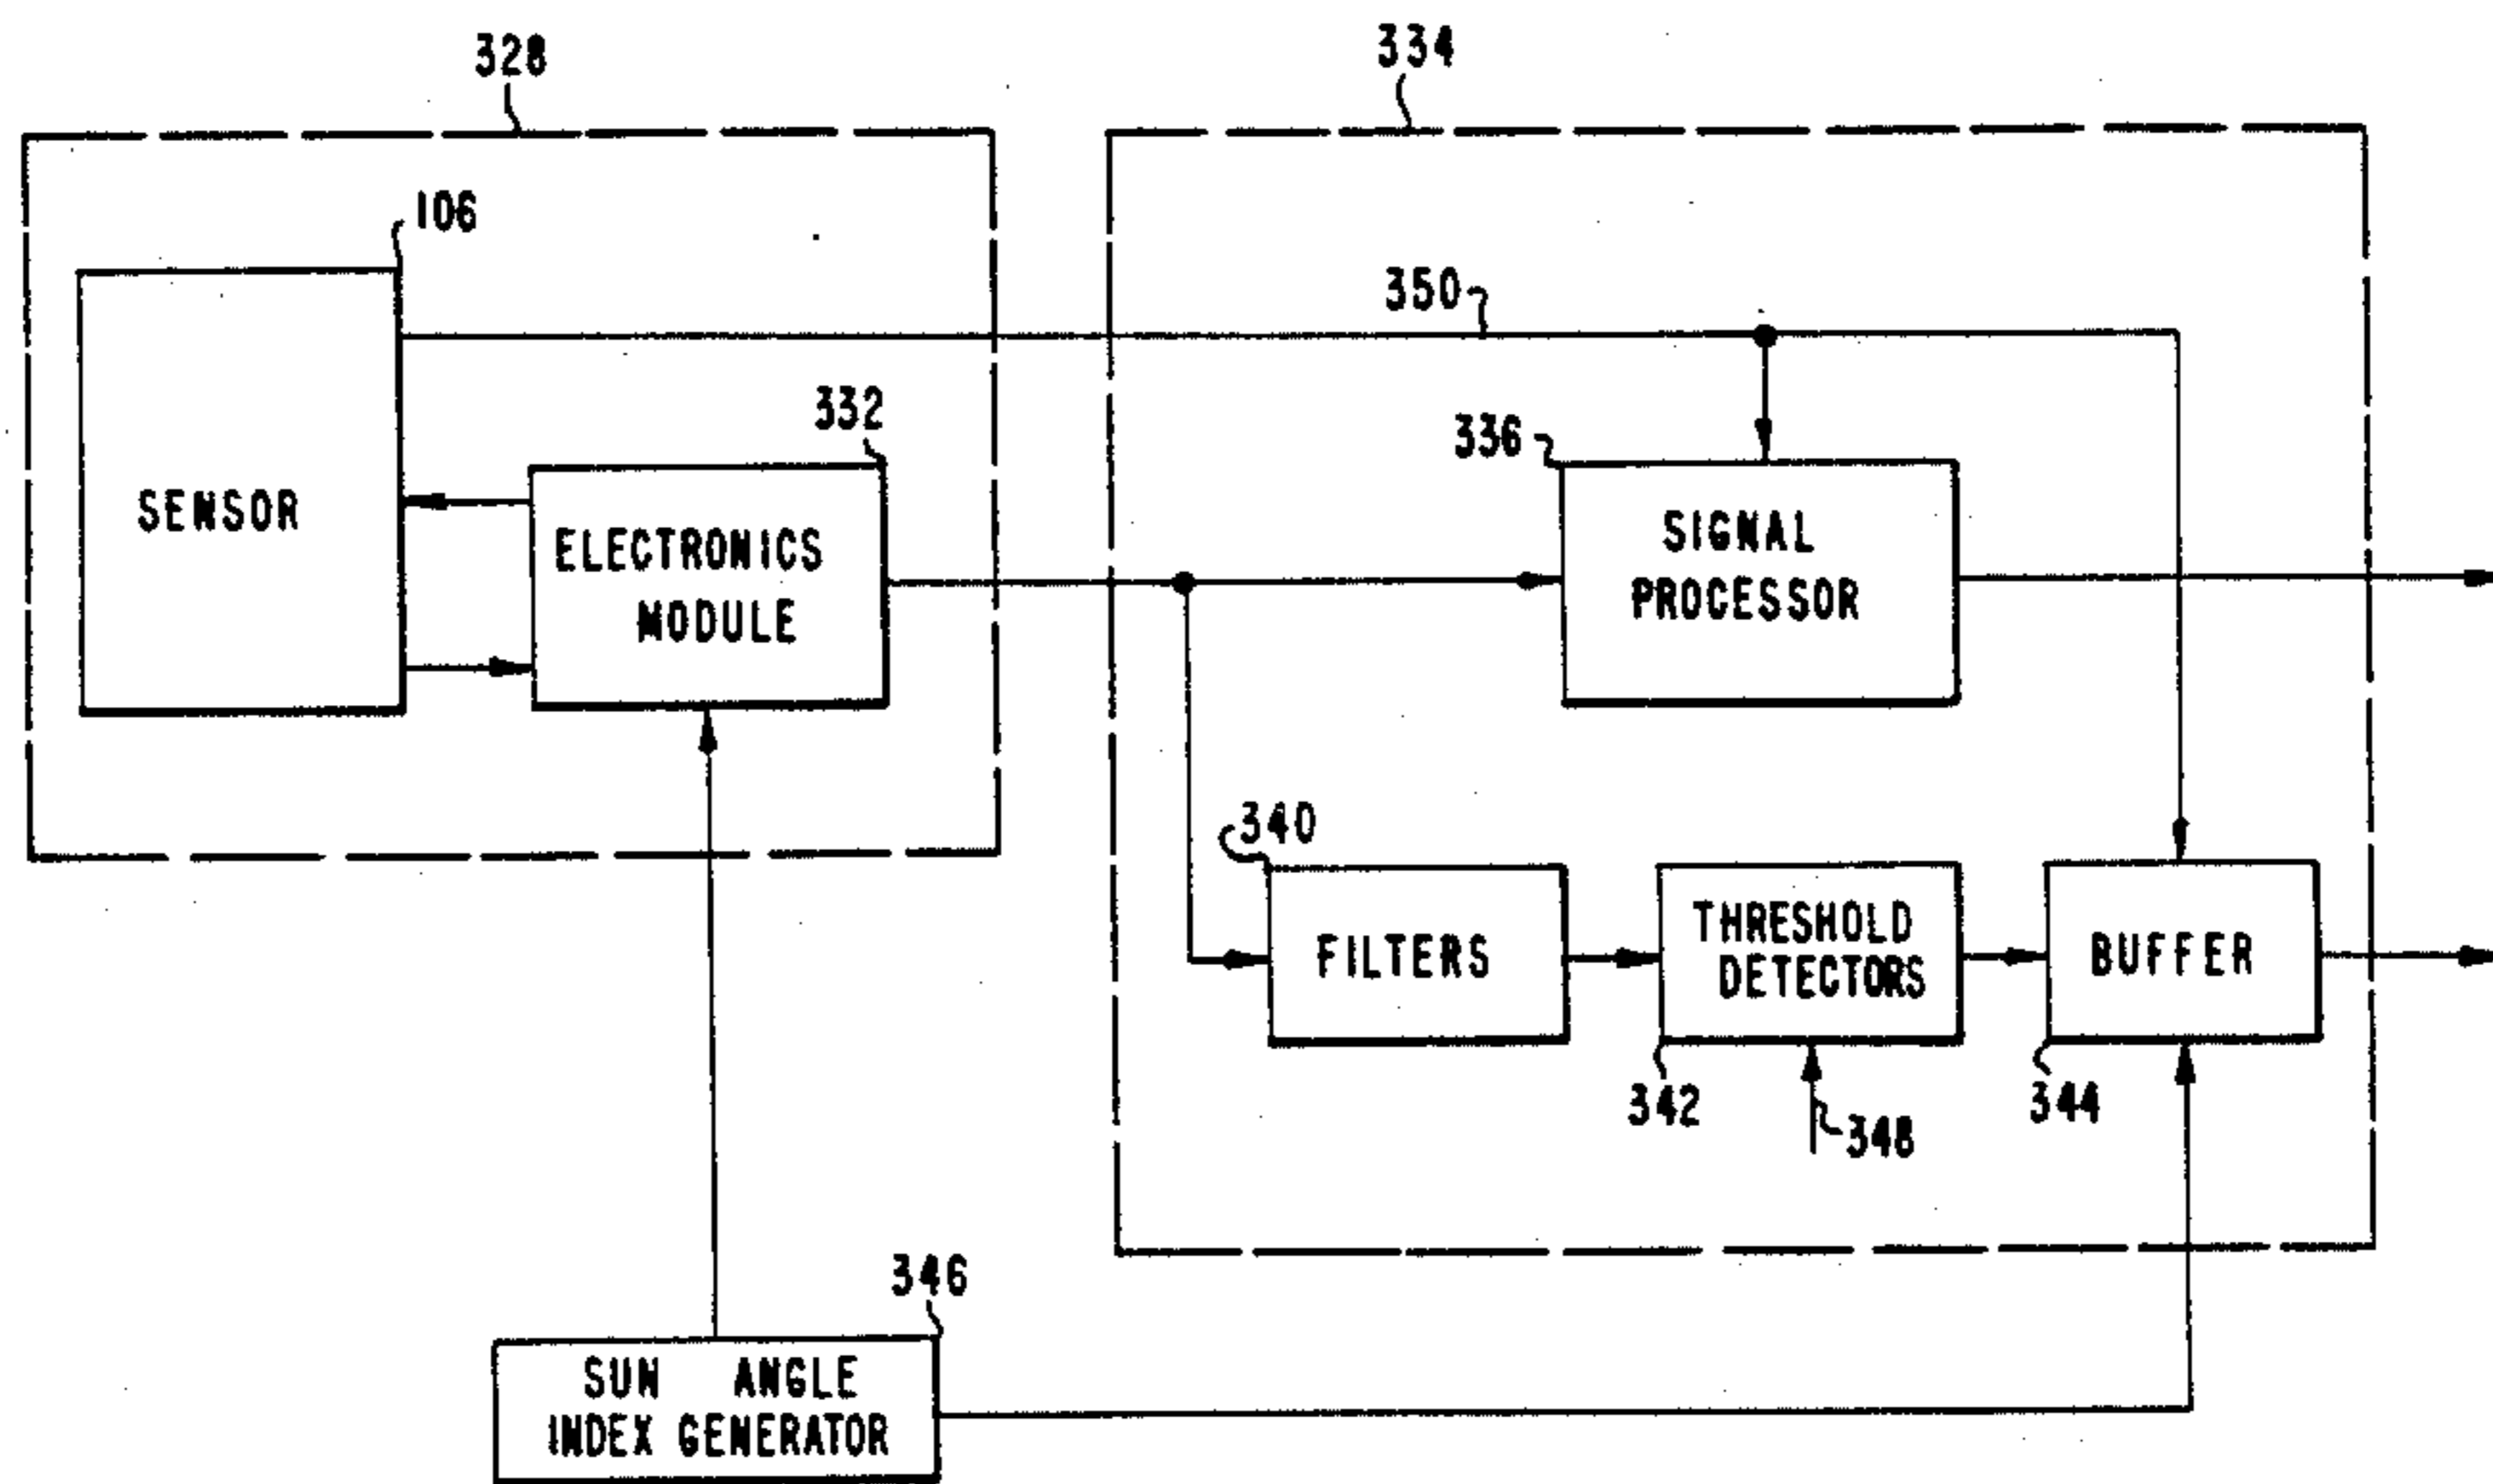 328
334
106
350
332
336
SENSOR
ELECTRONICS
MODULE
SIGNAL
PROCESSOR
340
FILTERS
THRESHOLD
DETECTORS
BUFFER
342
348
344
346
SUN ANGLE
INDEX GENERATOR